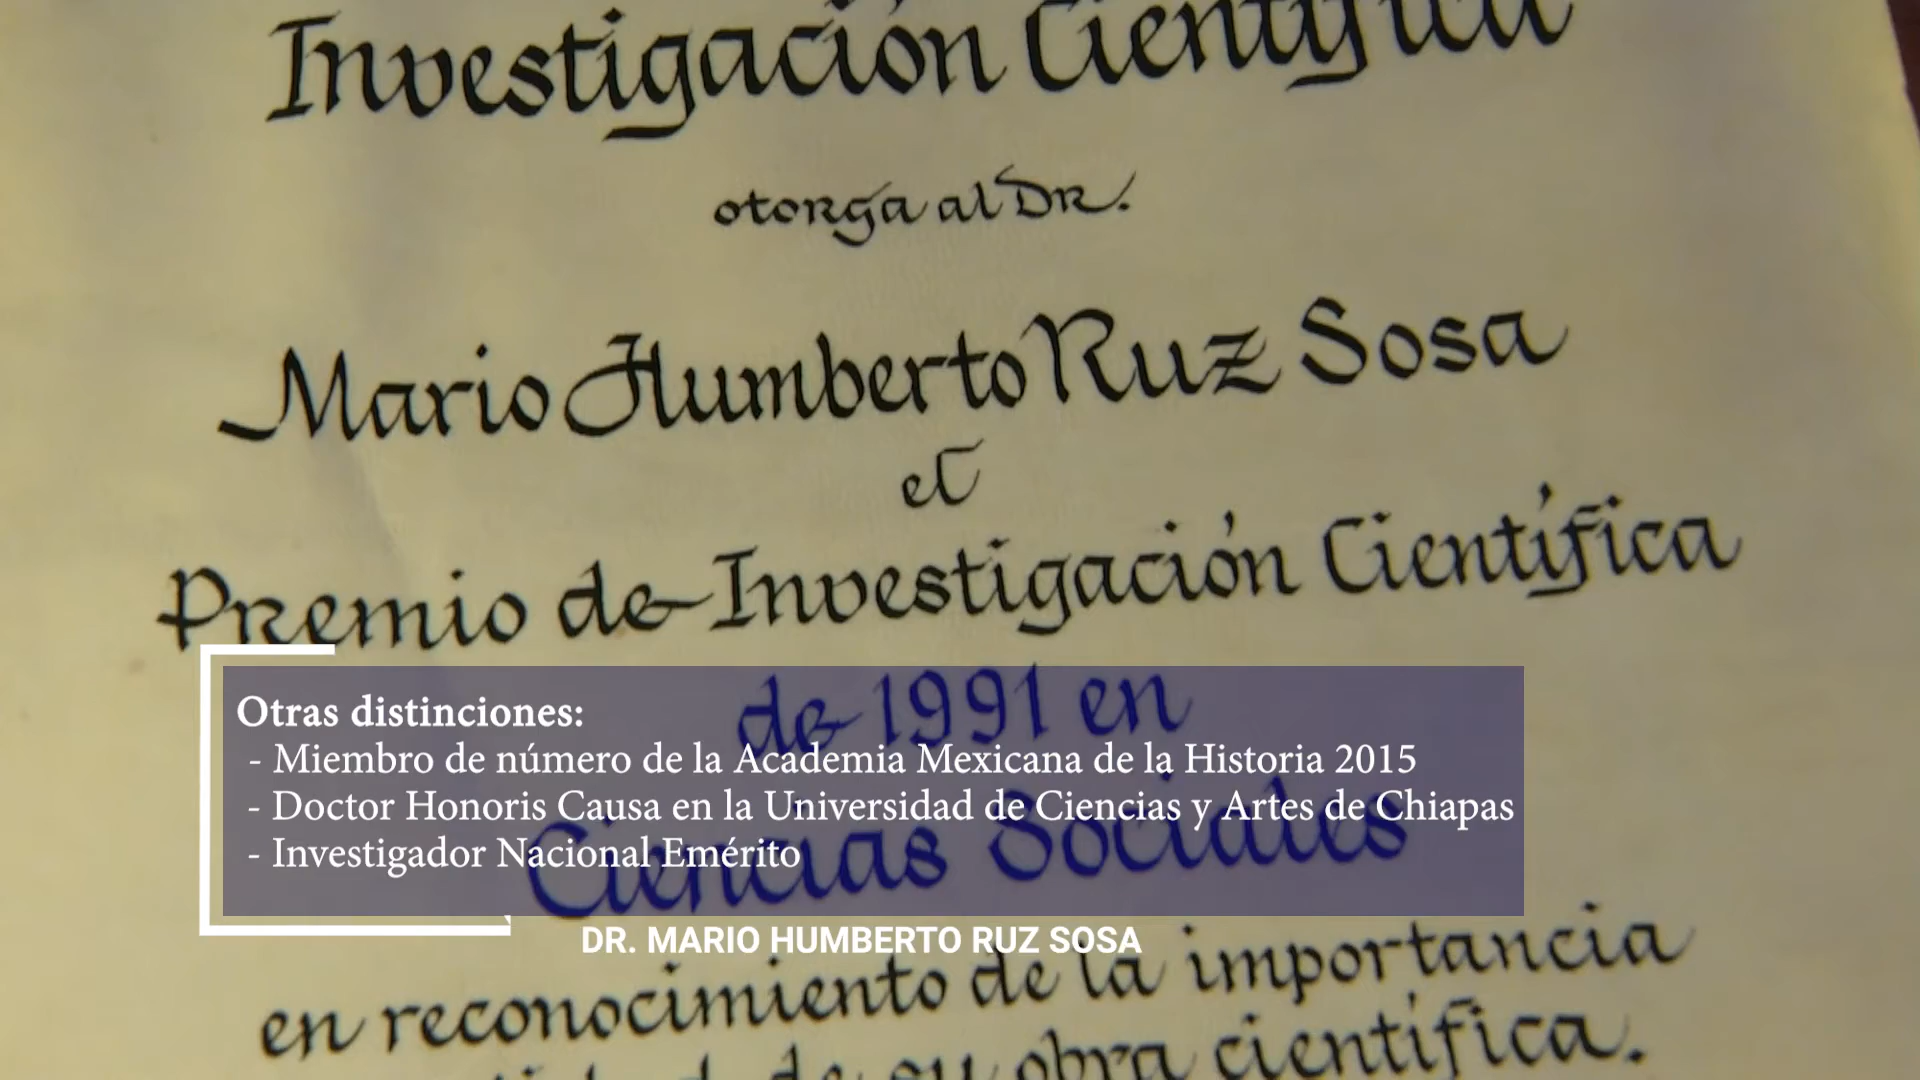 Investigación Científica
otorga al Dr.
Mario Humberto Ruz Sosa
el
Premio de Investigación Científica
de 1991 en
Ciencias Sociales
en reconocimiento de la importancia
de su obra científica.
Otras distinciones:
- Miembro de número de la Academia Mexicana de la Historia 2015
- Doctor Honoris Causa en la Universidad de Ciencias y Artes de Chiapas
- Investigador Nacional Emérito
DR. MARIO HUMBERTO RUZ SOSA